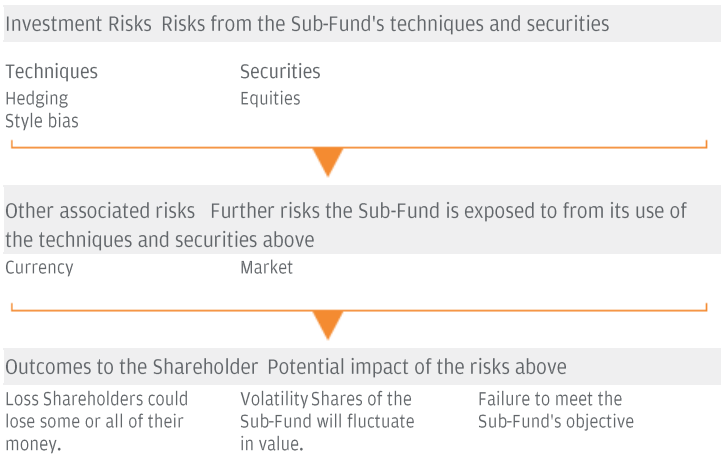 Investment Risks Risks from the Sub-Fund's techniques and securities
Techniques
Hedging
Style bias
Securities
Equities
Other associated risks Further risks the Sub-Fund is exposed to from its use of
the techniques and securities above
Currency
Market
Outcomes to the Shareholder Potential impact of the risks above
Loss Shareholders could
lose some or all of their
money.
Volatility Shares of the
Sub-Fund will fluctuate
in value.
Failure to meet the
Sub-Fund's objective